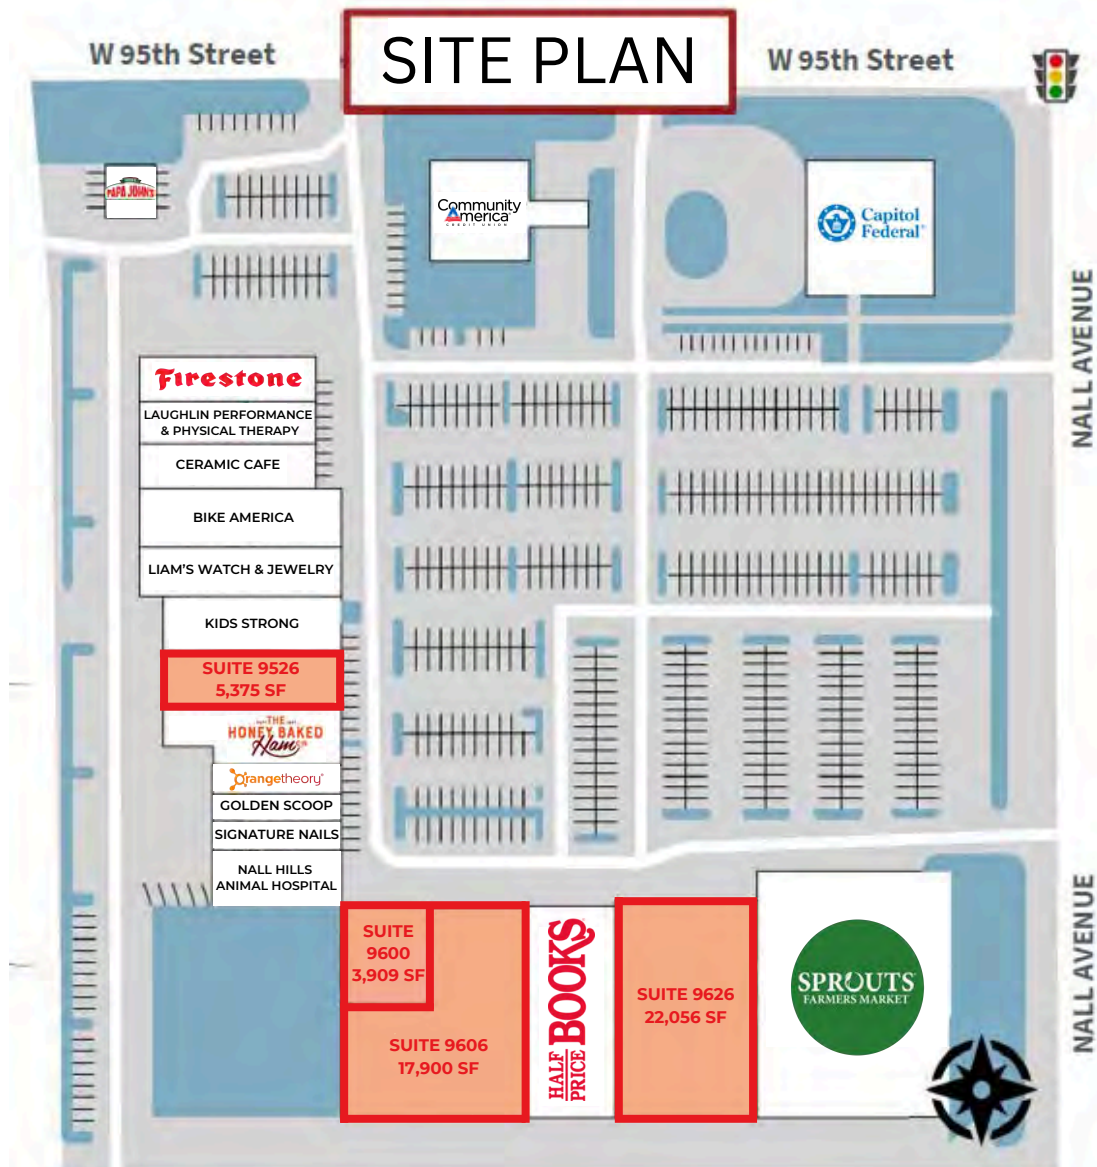 SITE PLAN
W 95th Street
W 95th Street
PAPA JOHN'S
Community
America
CREDIT UNION
Capitol
Federal®
NALL AVENUE
Firestone
LAUGHLIN PERFORMANCE
& PHYSICAL THERAPY
CERAMIC CAFE
BIKE AMERICA
LIAM'S WATCH & JEWELRY
KIDS STRONG
SUITE 9526
5,375 SF
THE
HONEY BAKED
Ham
orangetheory®
GOLDEN SCOOP
SIGNATURE NAILS
NALL HILLS
ANIMAL HOSPITAL
SUITE
9600
3,909 SF
SUITE 9606
17,900 SF
HALF
PRICE
BOOKS
SUITE 9626
22,056 SF
SPROUTS
FARMERS MARKET
NALL AVENUE